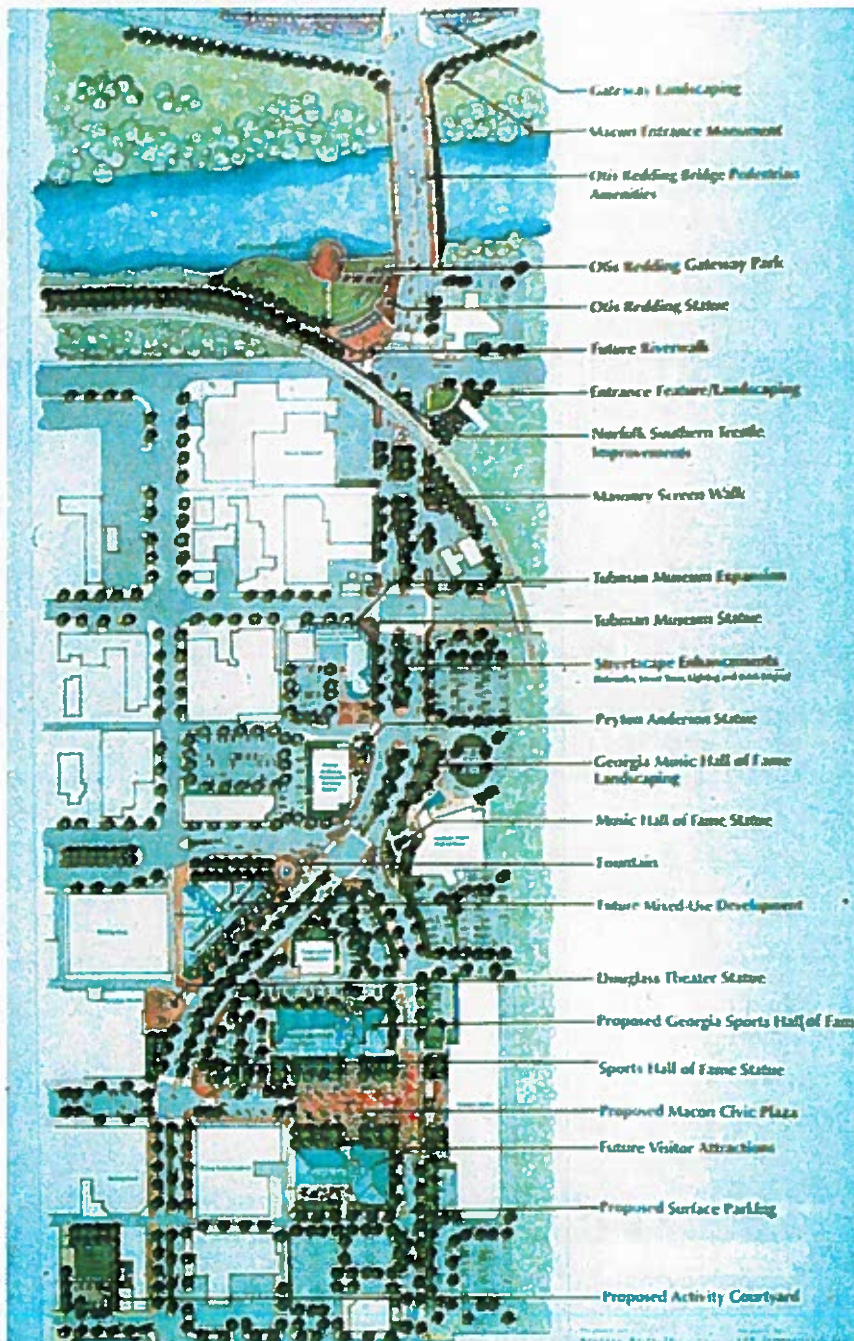 Gateway Landscaping
Macon Entrance Monument
Otis Redding Bridge Pedestrian
Amenities
Otis Redding Gateway Park
Otis Redding Statue
Future Riverwalk
Entrance Feature/Landscaping
Norfolk Southern Trestle
Improvements
Masonry Screen Walk
Tubman Museum Expansion
Tubman Museum Statue
Streetscape Enhancements
Peyton Anderson Statue
Georgia Music Hall of Fame
Landscaping
Music Hall of Fame Statue
Fountain
Future Mixed-Use Development
Douglass Theater Statue
Proposed Georgia Sports Hall of Fame
Sports Hall of Fame Statue
Proposed Macon Civic Plaza
Future Visitor Attractions
Proposed Surface Parking
Proposed Activity Courtyard